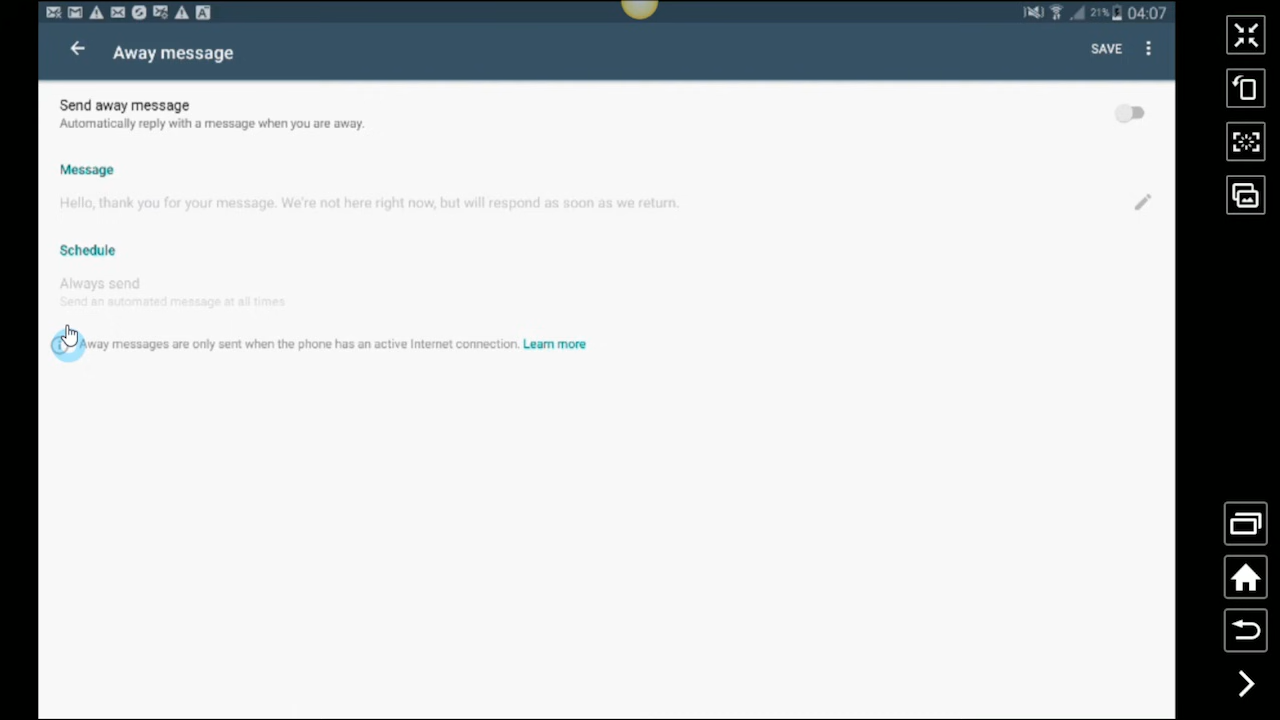 21% 04:07
Away message SAVE
Send away message
Automatically reply with a message when you are away.
Message
Hello, thank you for your message. We're not here right now, but will respond as soon as we return.
Schedule
Always send
Send an automated message at all times
Away messages are only sent when the phone has an active Internet connection. Learn more